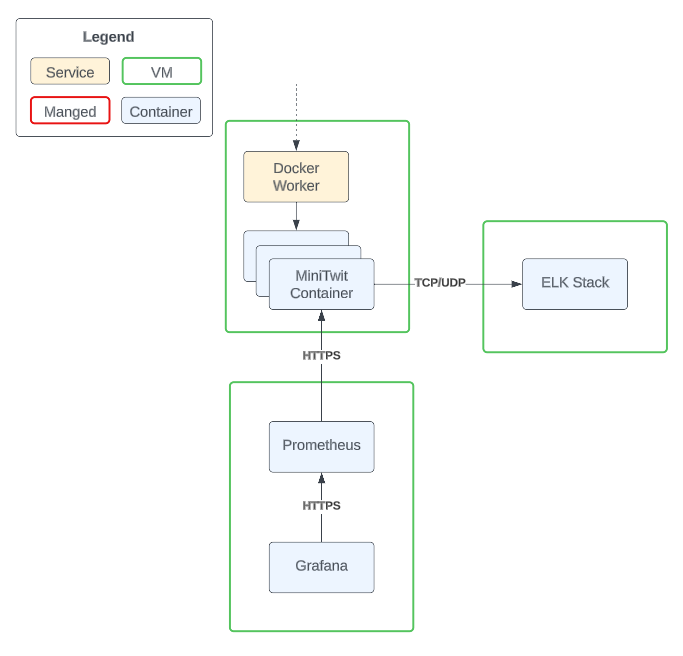 Legend
Service
VM
Manged
Container
Docker
Worker
MiniTwit
Container
TCP/UDP
ELK Stack
HTTPS
Prometheus
HTTPS
Grafana